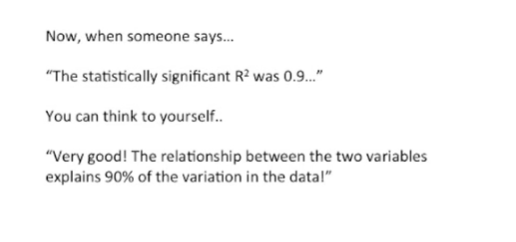 Now, when someone says...
“The statistically significant R² was 0.9...”
You can think to yourself..
“Very good! The relationship between the two variables
explains 90% of the variation in the data!”